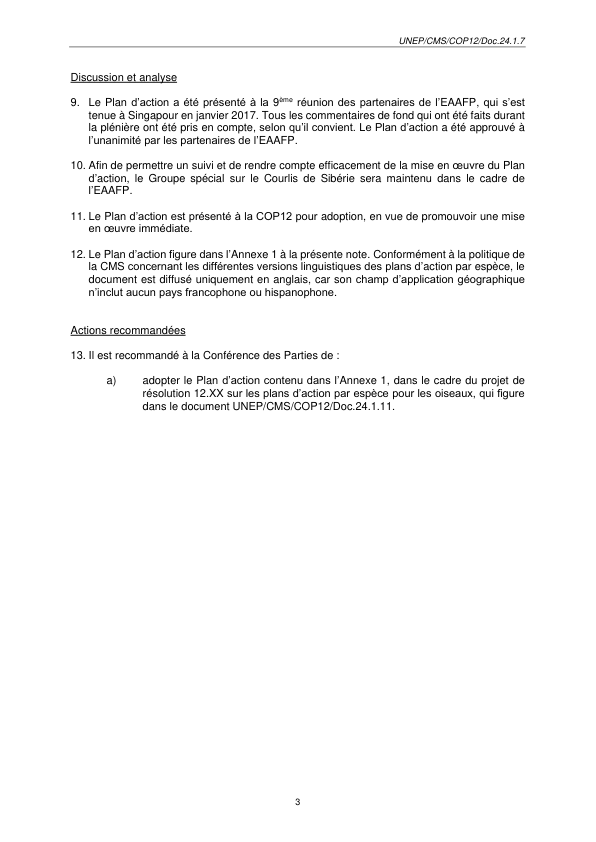 UNEP/CMS/COP12/Doc.24.1.7
Discussion et analyse
9. Le Plan d’action a été présenté à la 9ème réunion des partenaires de l’EAAFP, qui s’est
tenue à Singapour en janvier 2017. Tous les commentaires de fond qui ont été faits durant
la plénière ont été pris en compte, selon qu’il convient. Le Plan d’action a été approuvé à
l’unanimité par les partenaires de l’EAAFP.
10. Afin de permettre un suivi et de rendre compte efficacement de la mise en œuvre du Plan
d’action, le Groupe spécial sur le Courlis de Sibérie sera maintenu dans le cadre de
l’EAAFP.
11. Le Plan d’action est présenté à la COP12 pour adoption, en vue de promouvoir une mise
en œuvre immédiate.
12. Le Plan d’action figure dans l’Annexe 1 à la présente note. Conformément à la politique de
la CMS concernant les différentes versions linguistiques des plans d’action par espèce, le
document est diffusé uniquement en anglais, car son champ d’application géographique
n’inclut aucun pays francophone ou hispanophone.
Actions recommandées
13. Il est recommandé à la Conférence des Parties de :
a) adopter le Plan d’action contenu dans l’Annexe 1, dans le cadre du projet de
résolution 12.XX sur les plans d’action par espèce pour les oiseaux, qui figure
dans le document UNEP/CMS/COP12/Doc.24.1.11.
3